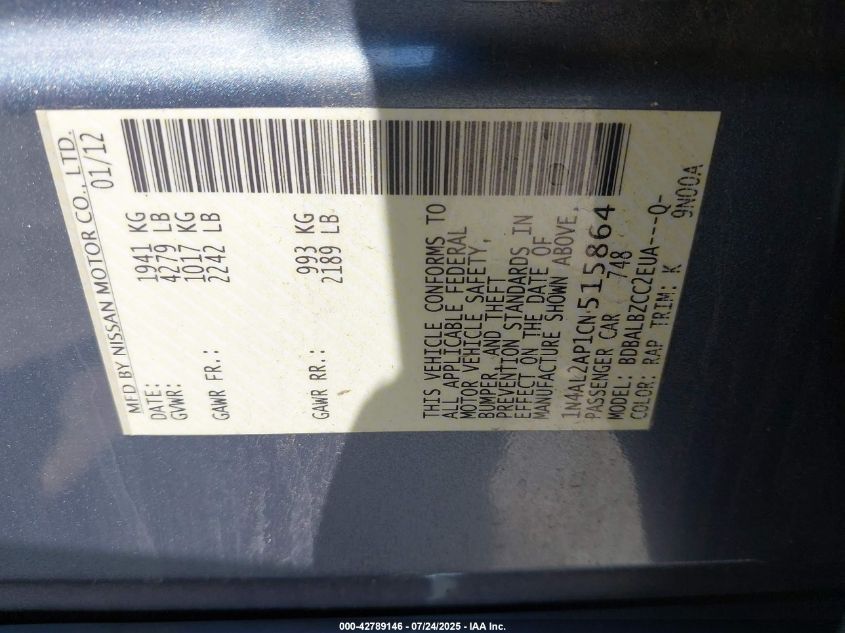 MFD BY NISSAN MOTOR CO., LTD.
DATE: 01/12
GVWR: 1941 KG
4279 LB
GAWR FR.: 1017 KG
2242 LB
GAWR RR.: 993 KG
2189 LB
THIS VEHICLE CONFORMS TO
ALL APPLICABLE FEDERAL
MOTOR VEHICLE SAFETY,
BUMPER, AND THEFT
PREVENTION STANDARDS IN
EFFECT ON THE DATE OF
MANUFACTURE SHOWN ABOVE.
1N4AL2AP1CN515864
PASSENGER CAR 748
MODEL: BDBALBZCC2EUA----Q-
COLOR: RAP TRIM: K 9N00A
000-42789146 - 07/24/2025 - IAA Inc.